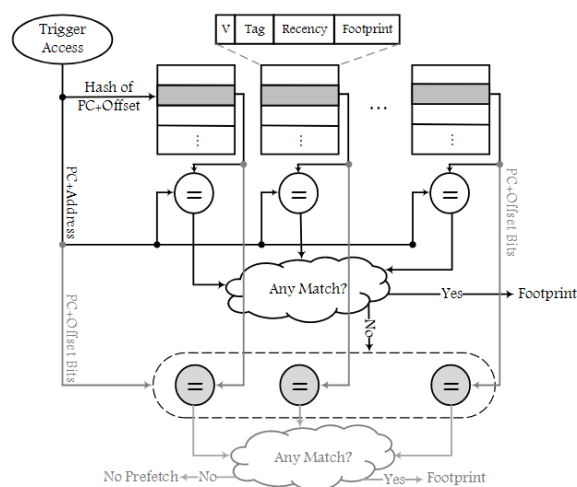 Trigger
Access
V Tag Recency Footprint
Hash of
PC+Offset
...
⋮ ⋮ ⋮
PC+Address
PC+Offset Bits
= = =
Any Match?
Yes
Footprint
No
PC+Offset Bits
= = =
Any Match?
No Prefetch
No
Yes
Footprint